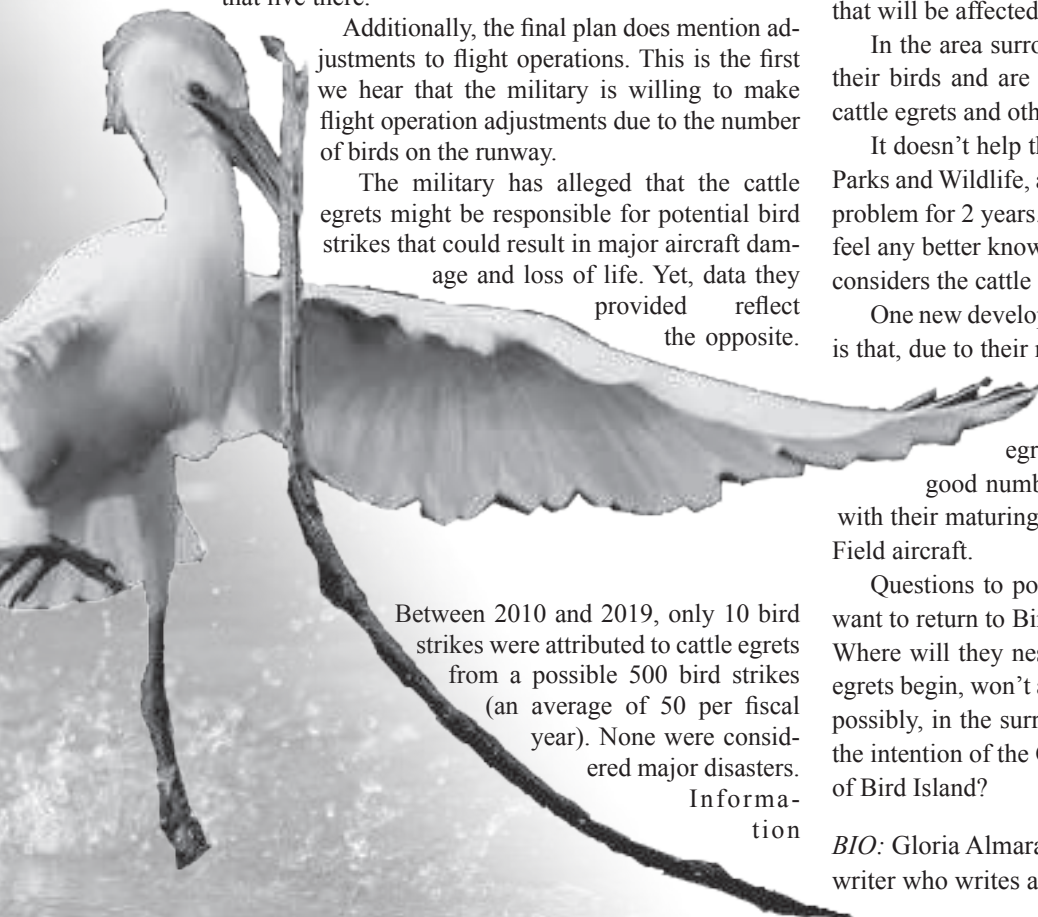 that live there.
Additionally, the final plan does mention ad-
justments to flight operations. This is the first
we hear that the military is willing to make
flight operation adjustments due to the number
of birds on the runway.
The military has alleged that the cattle
egrets might be responsible for potential bird
strikes that could result in major aircraft dam-
age and loss of life. Yet, data they
provided reflect
the opposite.
Between 2010 and 2019, only 10 bird
strikes were attributed to cattle egrets
from a possible 500 bird strikes
(an average of 50 per fiscal
year). None were consid-
ered major disasters.
Informa-
tion
that will be affected
In the area surro
their birds and are
cattle egrets and oth
It doesn’t help th
Parks and Wildlife, a
problem for 2 years.
feel any better know
considers the cattle
One new develop
is that, due to their r
egr
good numb
with their maturing
Field aircraft.
Questions to po
want to return to Bir
Where will they nes
egrets begin, won’t a
possibly, in the surr
the intention of the C
of Bird Island?
BIO: Gloria Almara
writer who writes a